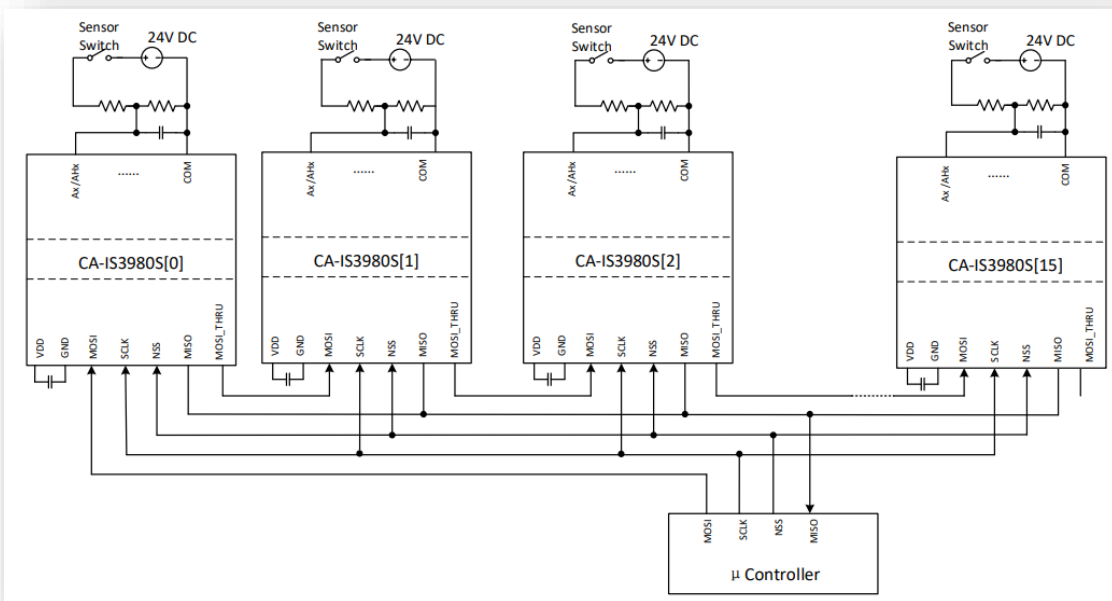 Sensor
Switch
24V DC
Sensor
Switch
24V DC
Sensor
Switch
24V DC
Sensor
Switch
24V DC
Ax/AHx
......
COM
Ax/AHx
......
COM
Ax/AHx
......
COM
Ax/AHx
......
COM
CA-IS3980S[0]
CA-IS3980S[1]
CA-IS3980S[2]
CA-IS3980S[15]
VDD
GND
MOSI
SCLK
NSS
MISO
MOSI_THRU
VDD
GND
MOSI
SCLK
NSS
MISO
MOSI_THRU
VDD
GND
MOSI
SCLK
NSS
MISO
MOSI_THRU
VDD
GND
MOSI
SCLK
NSS
MISO
MOSI_THRU
MOSI
SCLK
NSS
MISO
μ Controller